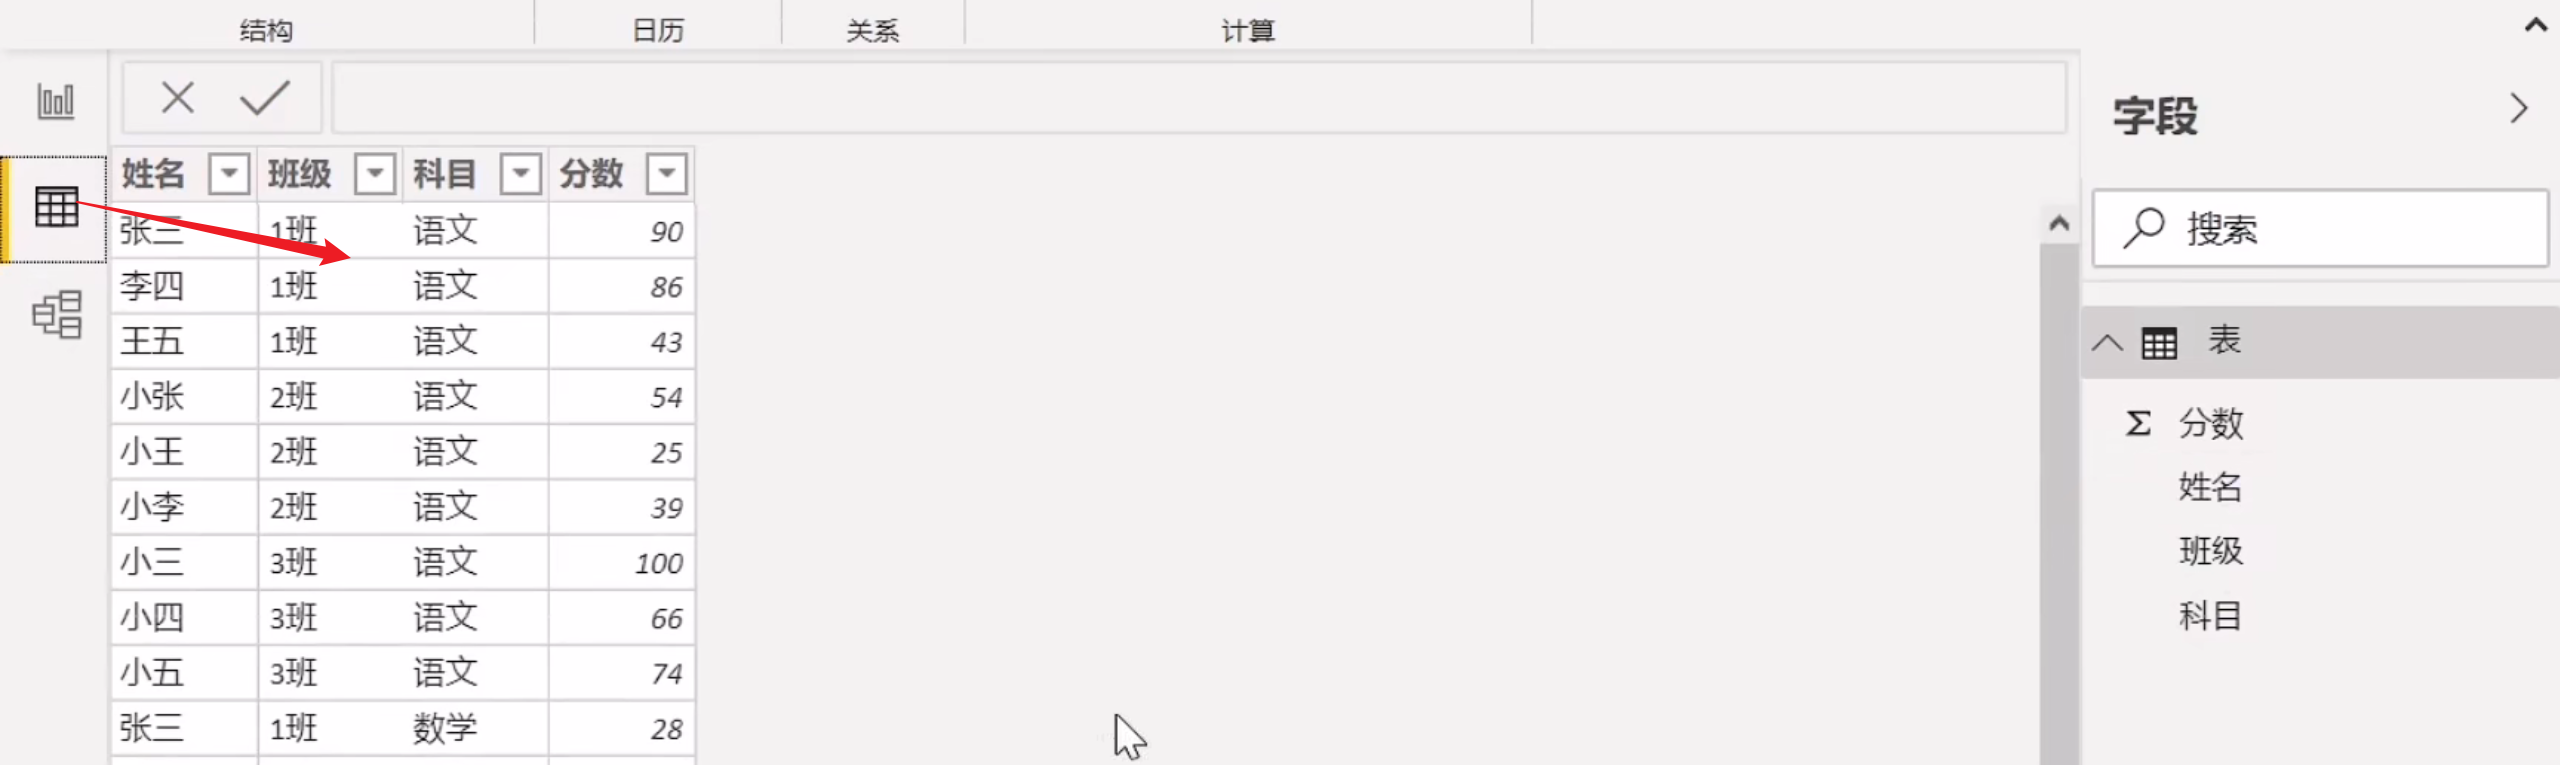 结构 日历 关系 计算
字段
姓名 班级 科目 分数
搜索
张三 1班 语文 90
李四 1班 语文 86
王五 1班 语文 43
表
小张 2班 语文 54
分数
小王 2班 语文 25
姓名
小李 2班 语文 39
班级
小三 3班 语文 100
科目
小四 3班 语文 66
小五 3班 语文 74
张三 1班 数学 28